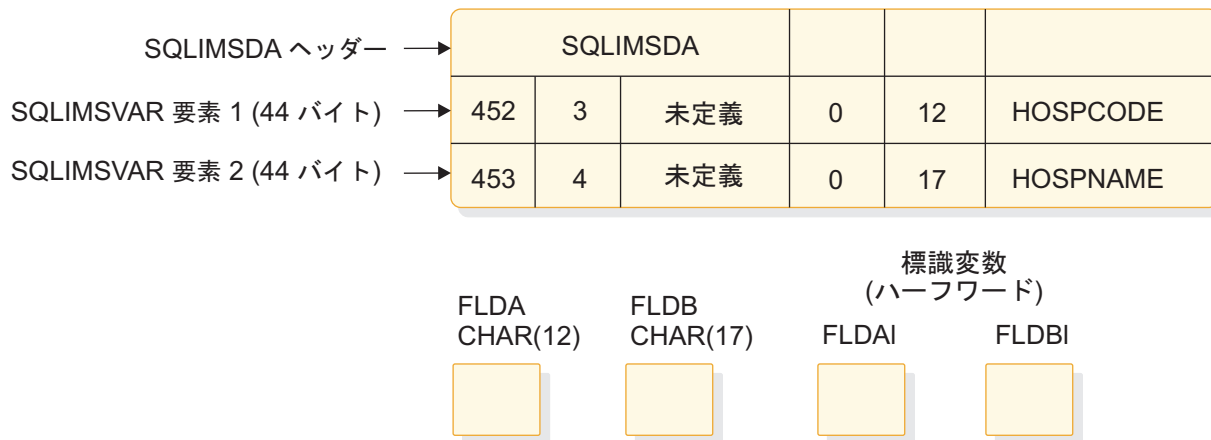 SQLIMSDA ヘッダー
SQLIMSDA
SQLIMSVAR 要素 1 (44 バイト)
452 3 未定義 0 12 HOSPCODE
SQLIMSVAR 要素 2 (44 バイト)
453 4 未定義 0 17 HOSPNAME
標識変数
(ハーフワード)
FLDA
CHAR(12)
FLDB
CHAR(17)
FLDAI
FLDBI